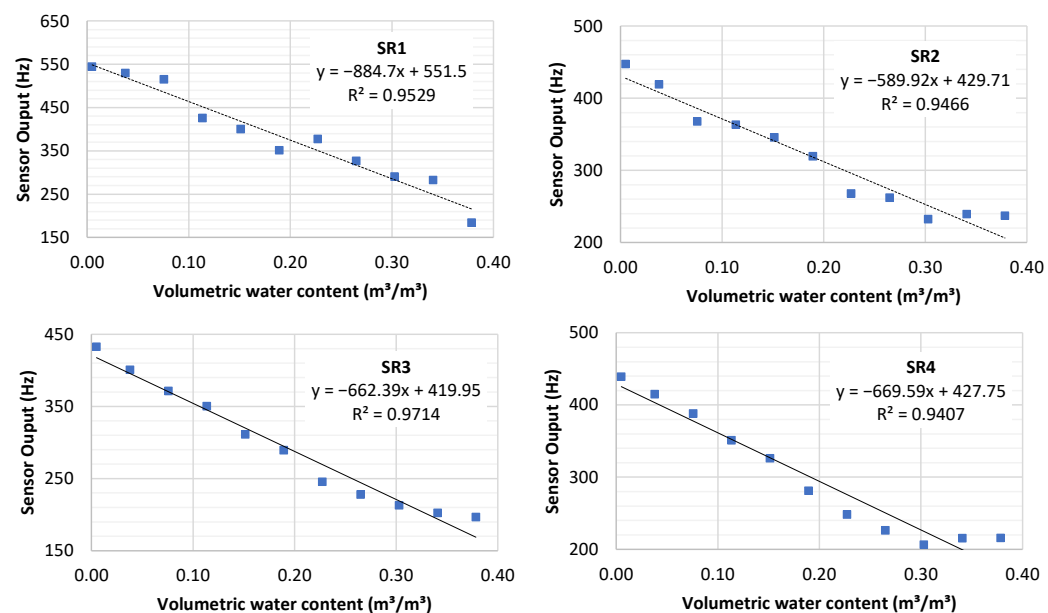 SR1
y = −884.7x + 551.5
R² = 0.9529
650
550
450
350
250
150
0.00 0.10 0.20 0.30 0.40
Sensor Ouput (Hz)
Volumetric water content (m³/m³)
SR2
y = −589.92x + 429.71
R² = 0.9466
500
400
300
200
0.00 0.10 0.20 0.30 0.40
Sensor Ouput (Hz)
Volumetric water content (m³/m³)
SR3
y = −662.39x + 419.95
R² = 0.9714
450
350
250
150
0.00 0.10 0.20 0.30 0.40
Sensor Ouput (Hz)
Volumetric water content (m³/m³)
SR4
y = −669.59x + 427.75
R² = 0.9407
500
400
300
200
0.00 0.10 0.20 0.30 0.40
Sensor Ouput (Hz)
Volumetric water content (m³/m³)